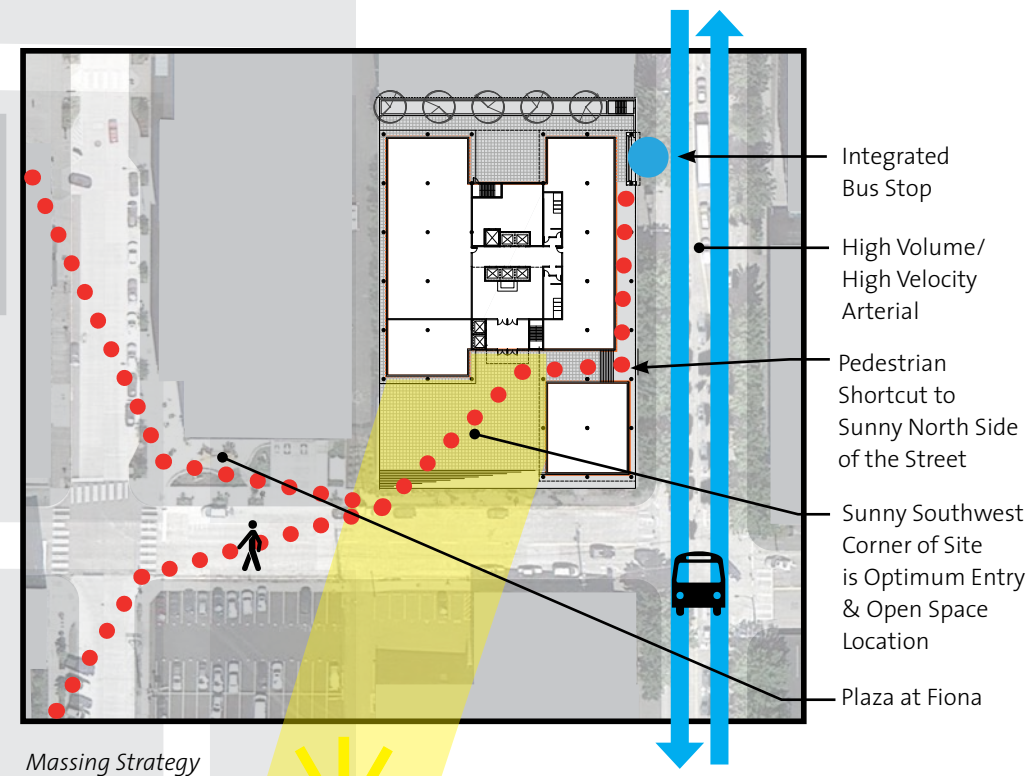 Integrated
Bus Stop
High Volume/
High Velocity
Arterial
Pedestrian
Shortcut to
Sunny North Side
of the Street
Sunny Southwest
Corner of Site
is Optimum Entry
& Open Space
Location
Plaza at Fiona
Massing Strategy